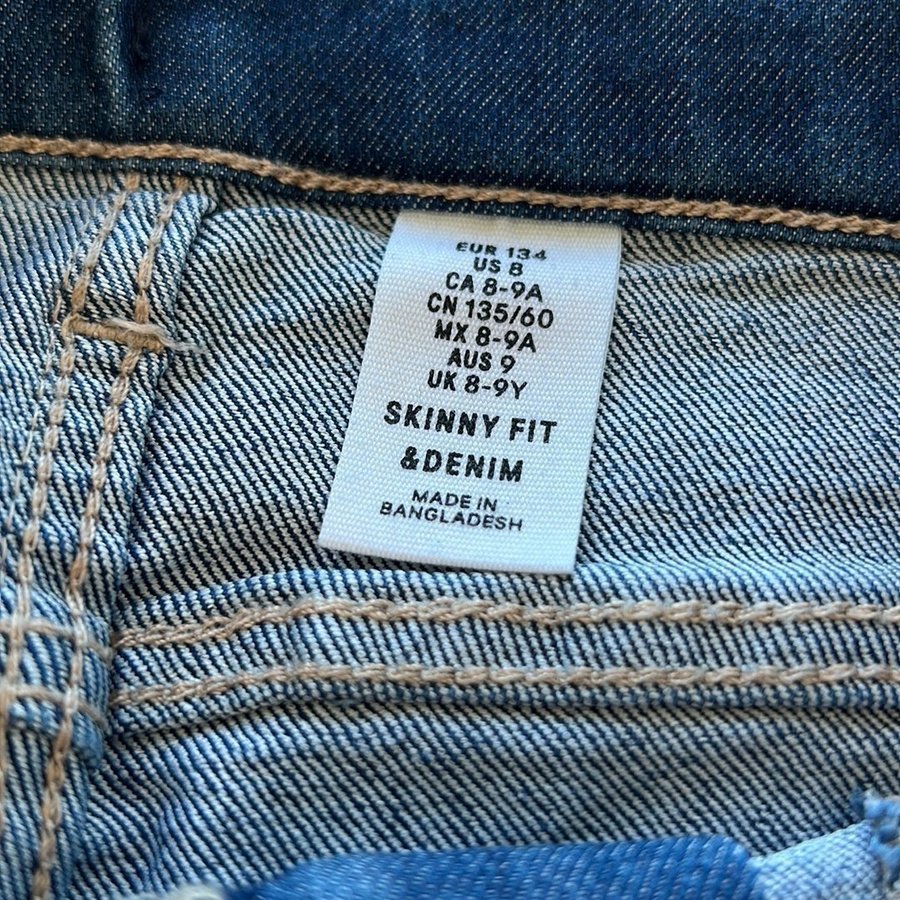 EUR 134
US 8
CA 8-9A
CN 135/60
MX 8-9A
AUS 9
UK 8-9Y
SKINNY FIT
&DENIM
MADE IN
BANGLADESH